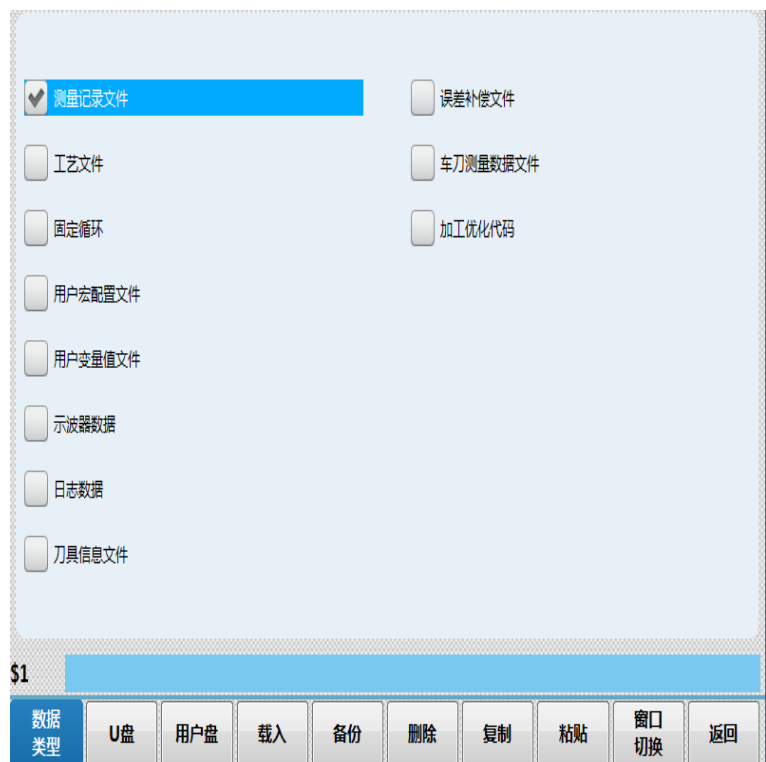 测量记录文件
误差补偿文件
工艺文件
车刀测量数据文件
固定循环
加工优化代码
用户宏配置文件
用户变量值文件
示波器数据
日志数据
刀具信息文件
$1
数据
类型
U盘
用户盘
载入
备份
删除
复制
粘贴
窗口
切换
返回